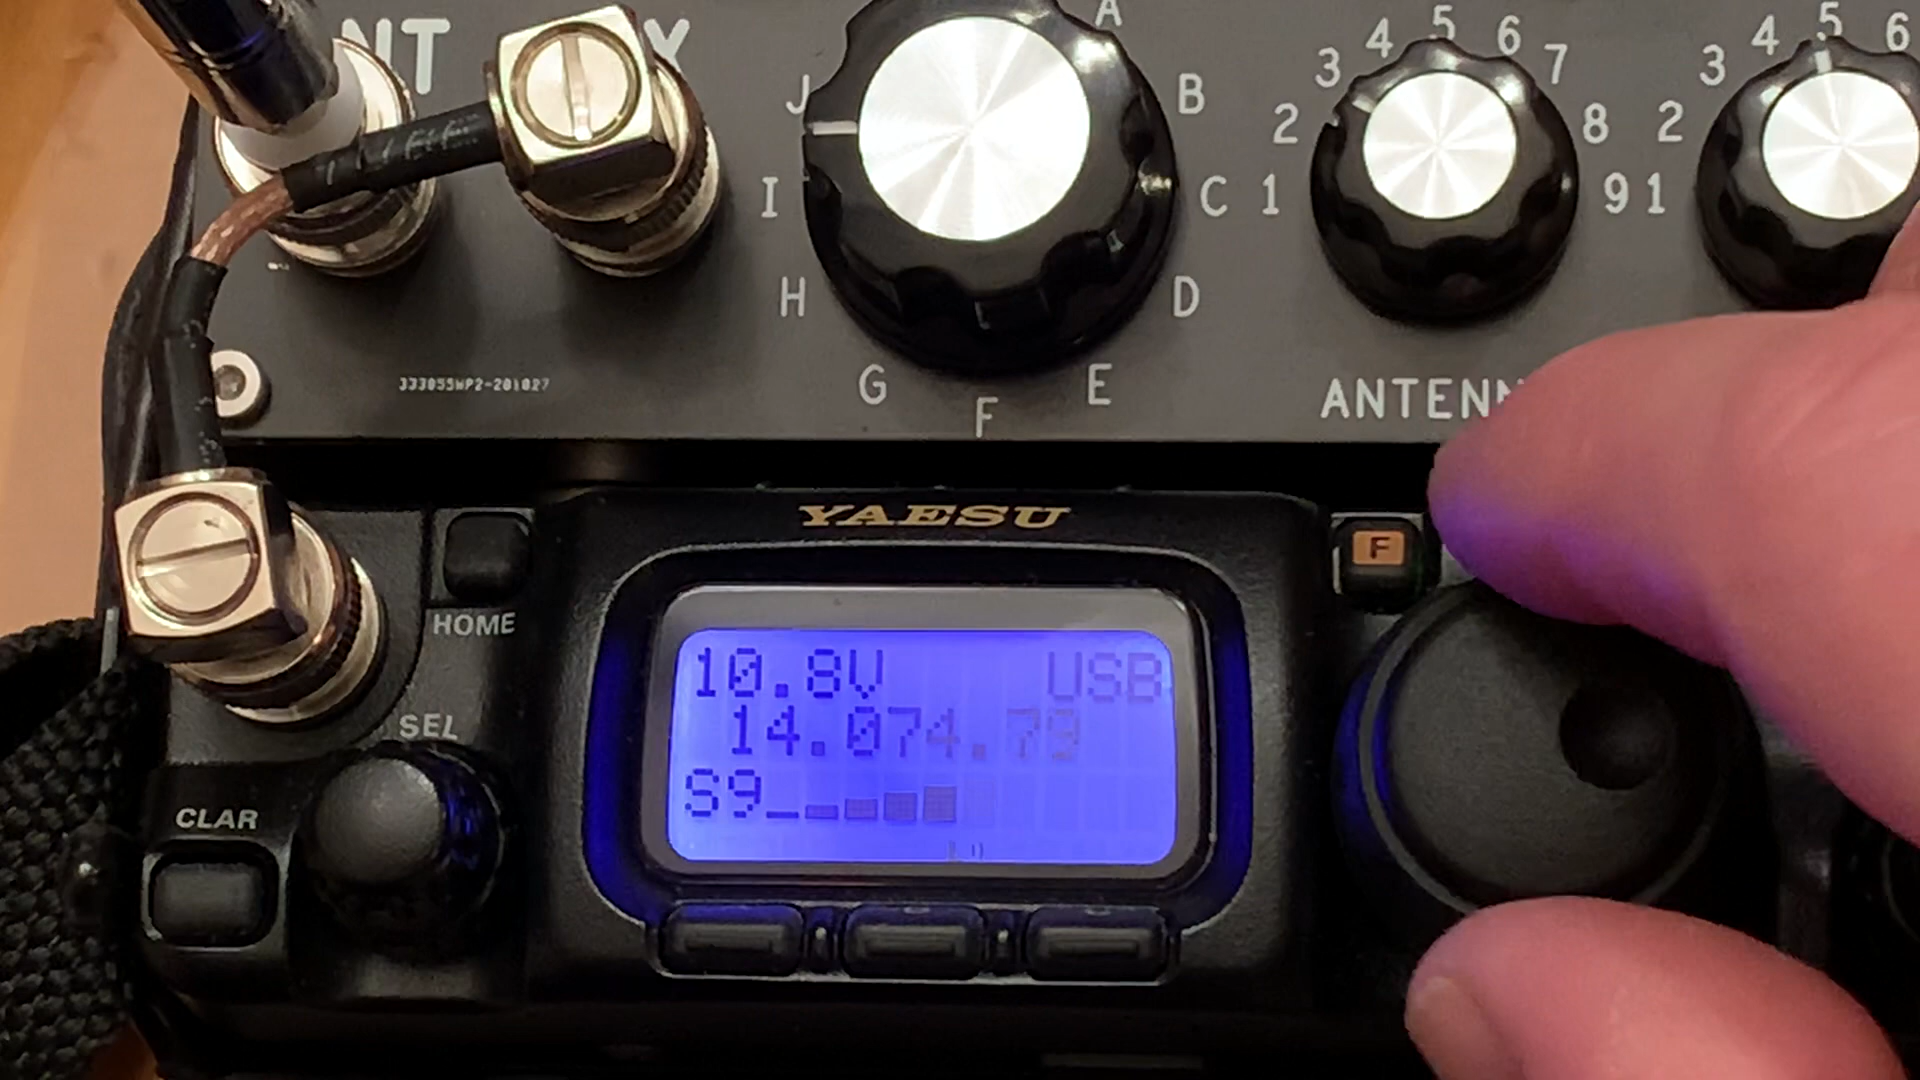 NT X
A
B
C
D
E
F
G
H
I
J
1 2 3 4 5 6 7 8 9
1 2 3 4 5 6
333055MP2-201027
ANTENN
YAESU
F
HOME
10.8V USB
14.074.79
S9
SEL
CLAR